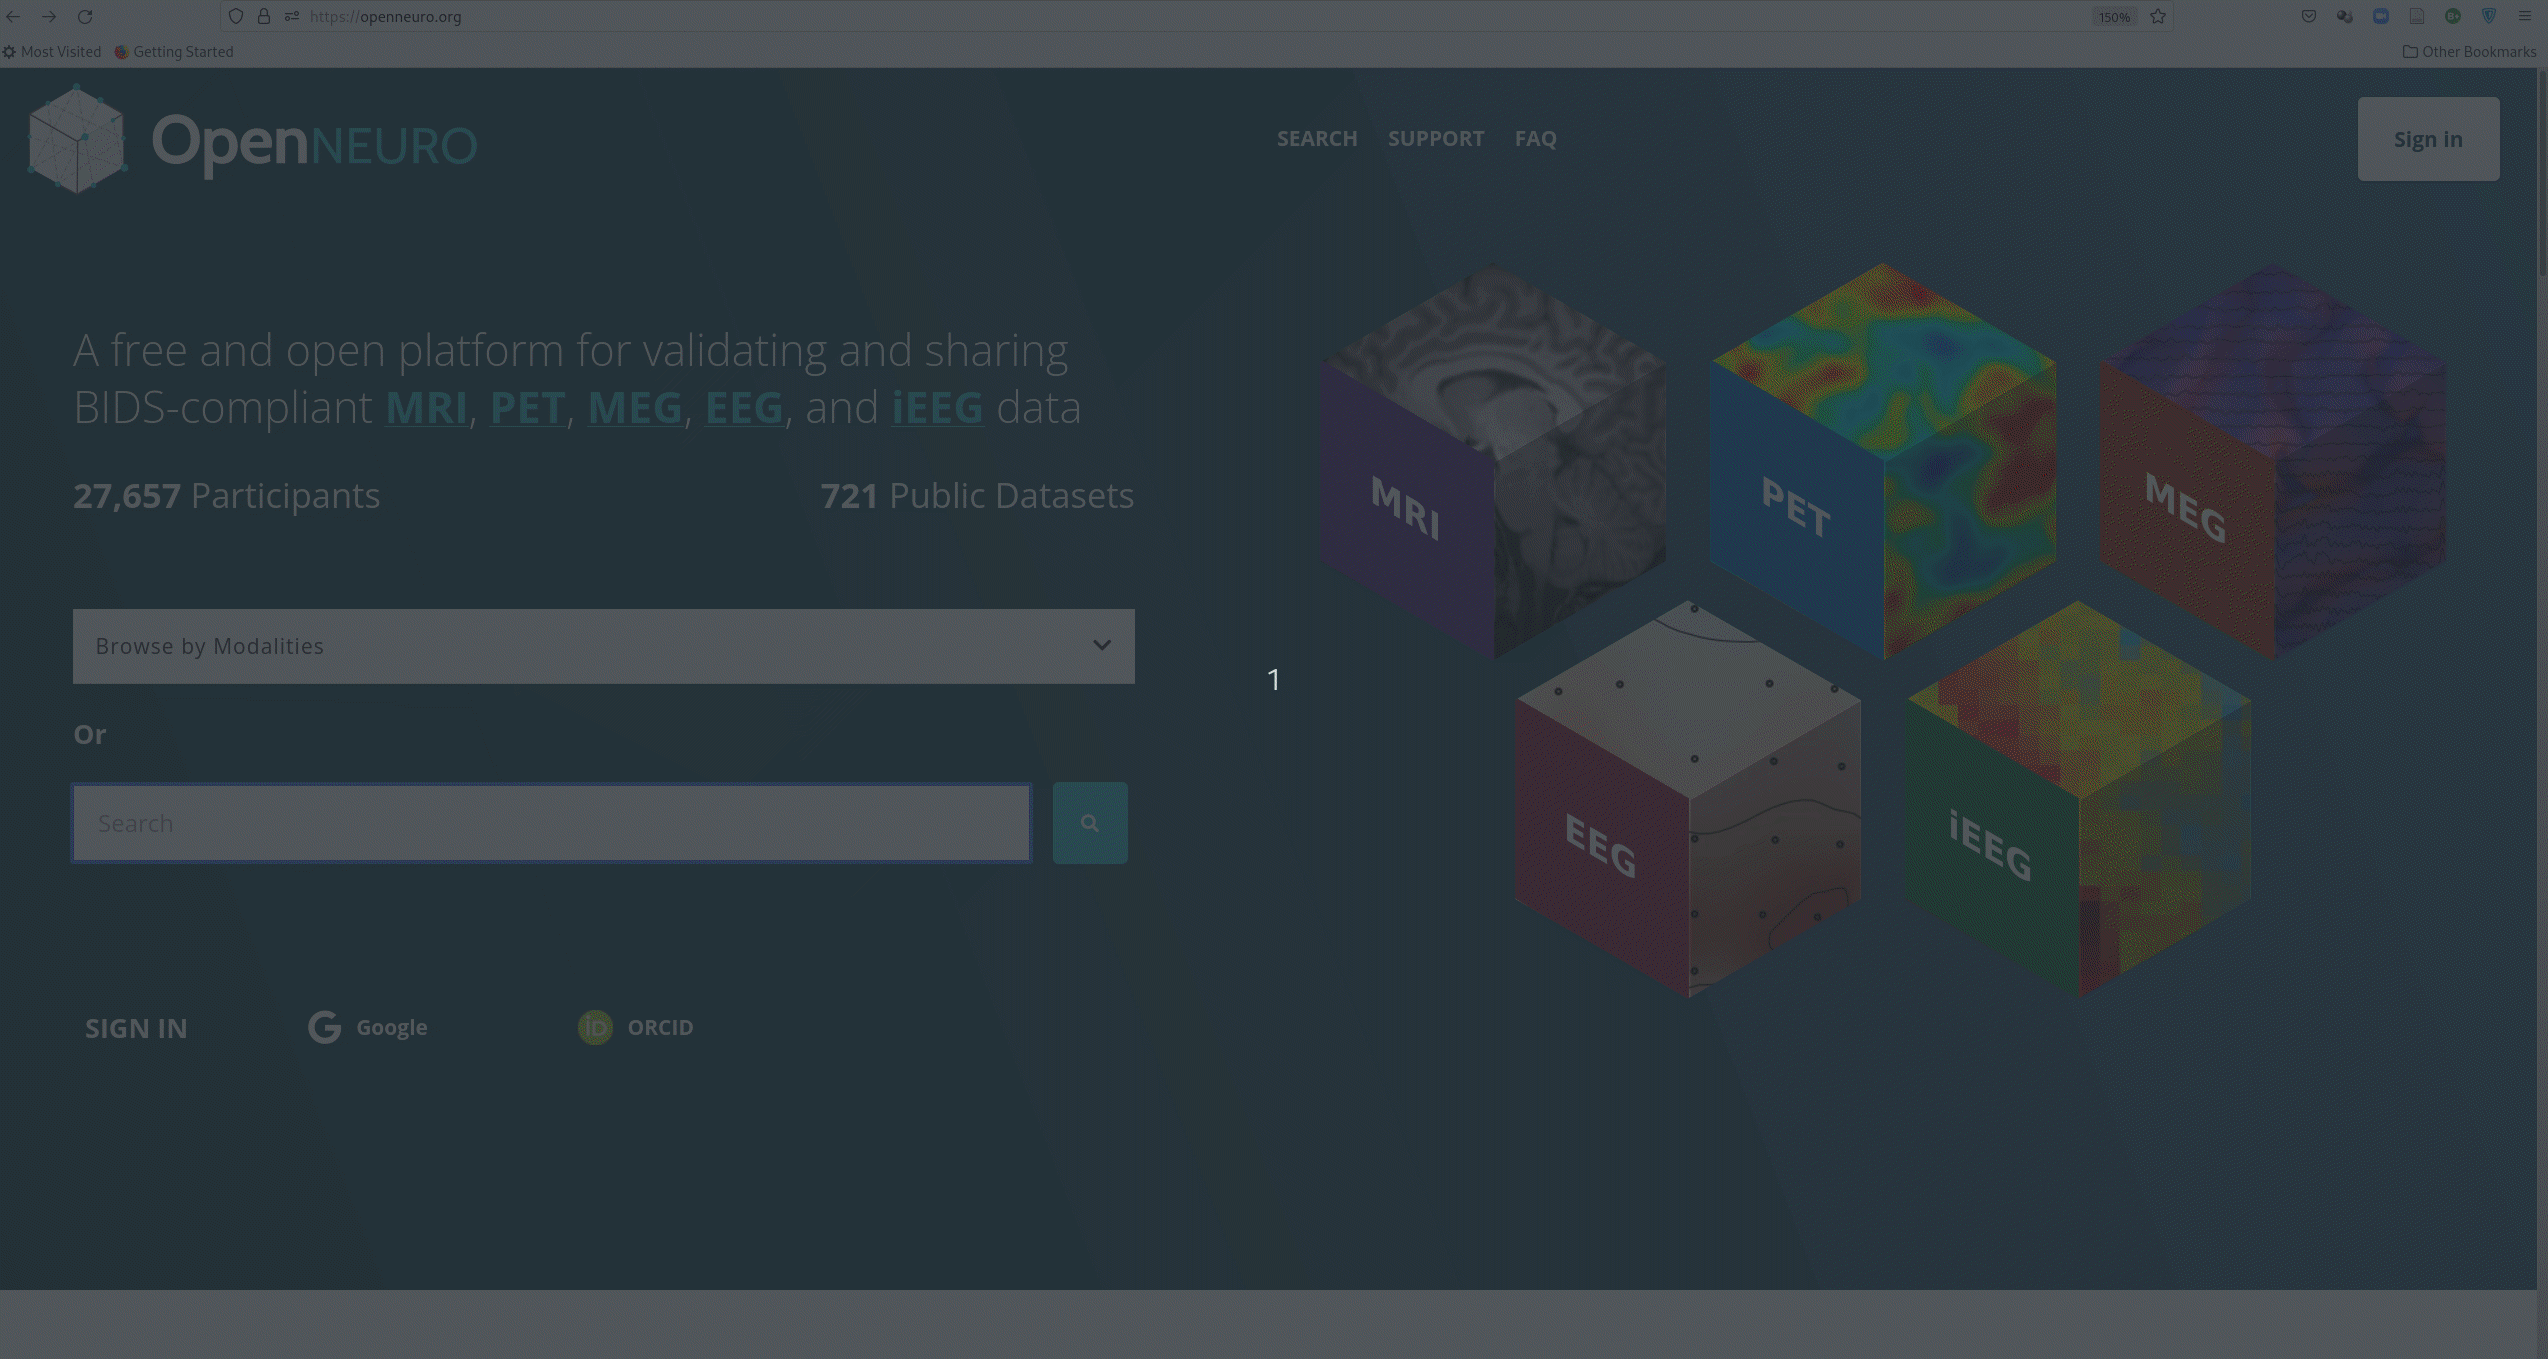 https://openneuro.org
150%
Most Visited
Getting Started
Other Bookmarks
OpenNEURO
SEARCH
SUPPORT
FAQ
Sign in
A free and open platform for validating and sharing
BIDS-compliant MRI, PET, MEG, EEG, and iEEG data
27,657 Participants
721 Public Datasets
MRI
PET
MEG
Browse by Modalities
1
Or
Search
EEG
iEEG
SIGN IN
Google
iD ORCID